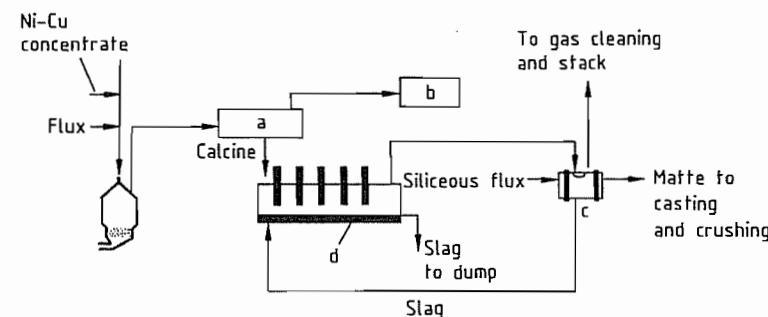 Ni-Cu
concentrate
Flux
a
b
Calcine
d
Slag
to dump
Slag
Siliceous flux
c
To gas cleaning
and stack
Matte to
casting
and crushing